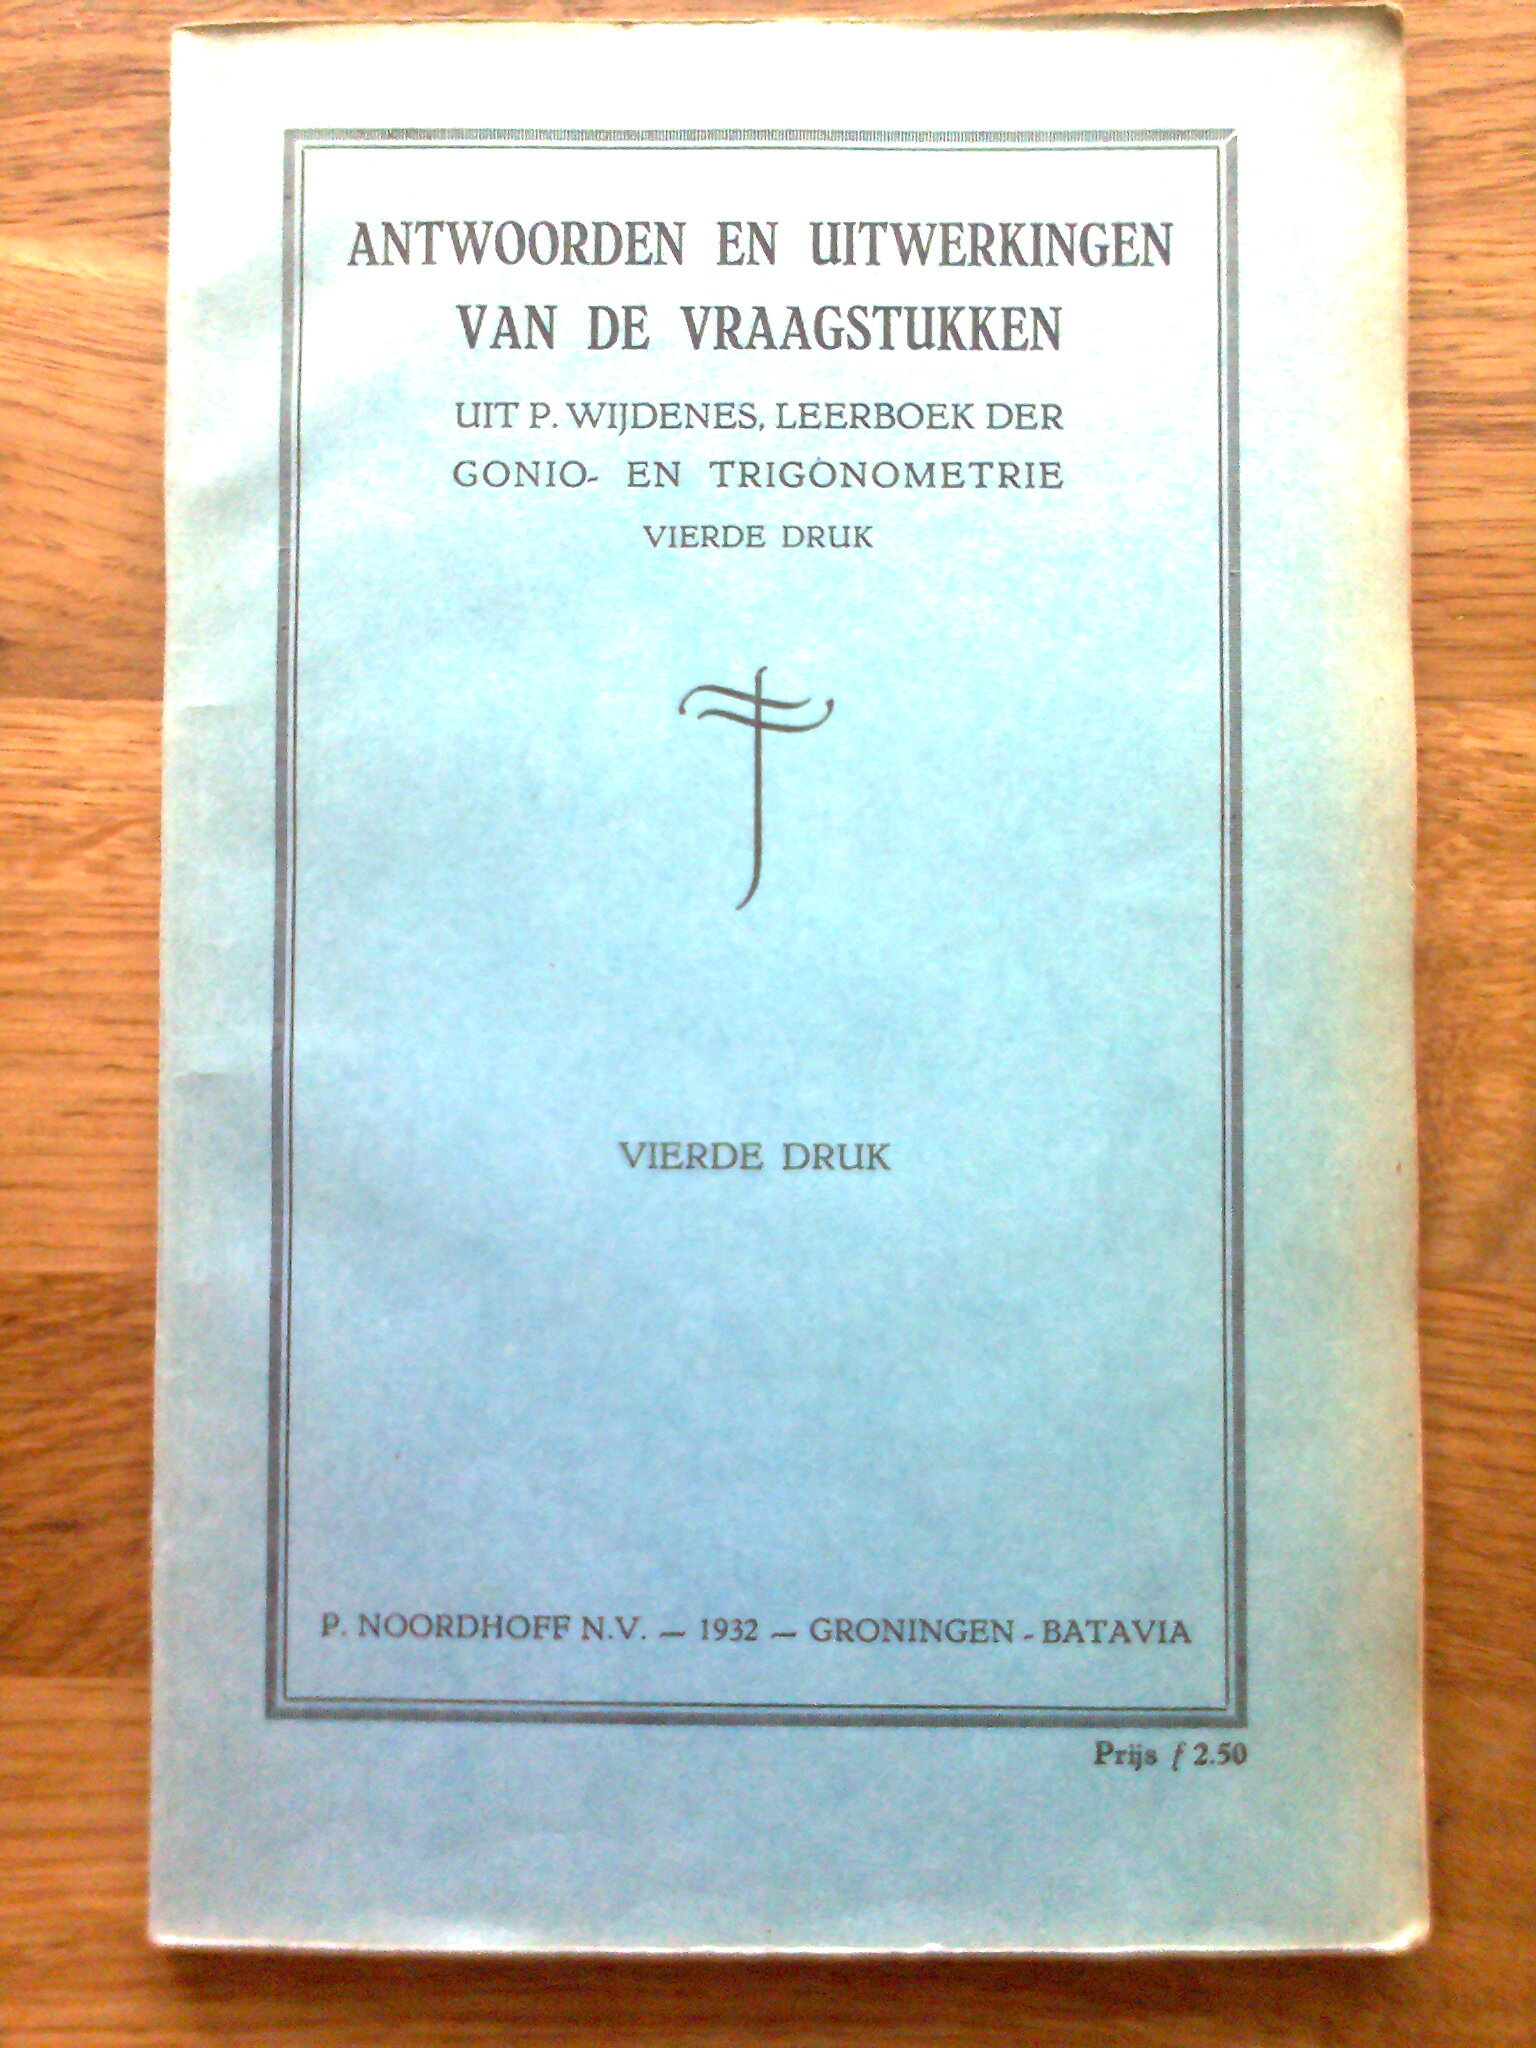 ANTWOORDEN EN UITWERKINGEN
VAN DE VRAAGSTUKKEN
UIT P. WIJDENES, LEERBOEK DER
GONIO- EN TRIGONOMETRIE
VIERDE DRUK
VIERDE DRUK
P. NOORDHOFF N.V. — 1932 — GRONINGEN - BATAVIA
Prijs ƒ 2.50